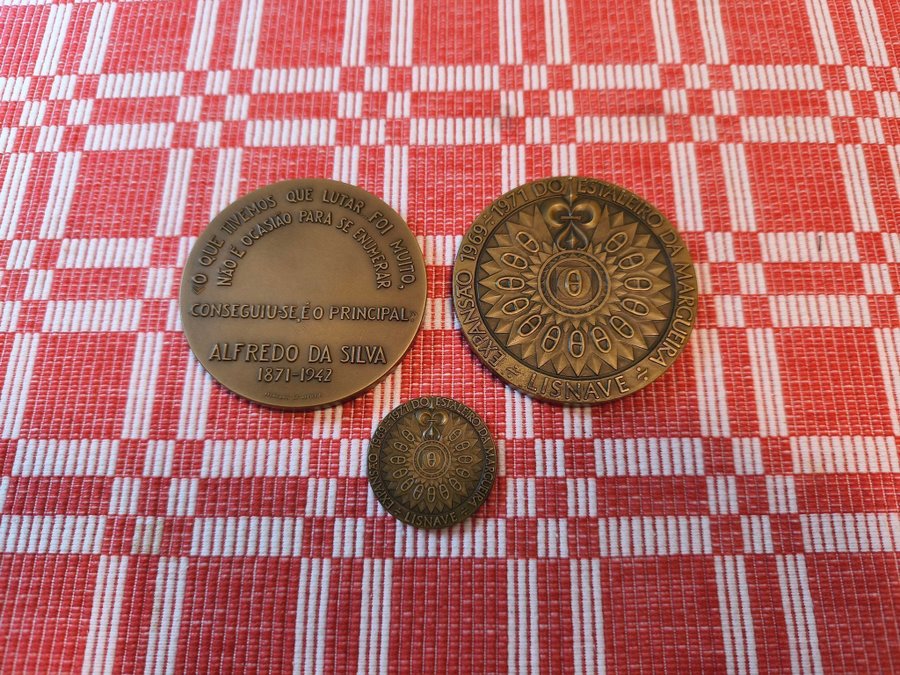 «O QUE TIVEMOS QUE LUTAR FOI MUITO,
NÃO É OCASIÃO PARA SE ENUMERAR
CONSEGUIU-SE, É O PRINCIPAL»
ALFREDO DA SILVA
1871-1942
EXPANSÃO 1969-1971 DO ESTALEIRO DA MARGUEIRA
LISNAVE
1971 DO ESTALEIRO DA MARGUEIRA
LISNAVE